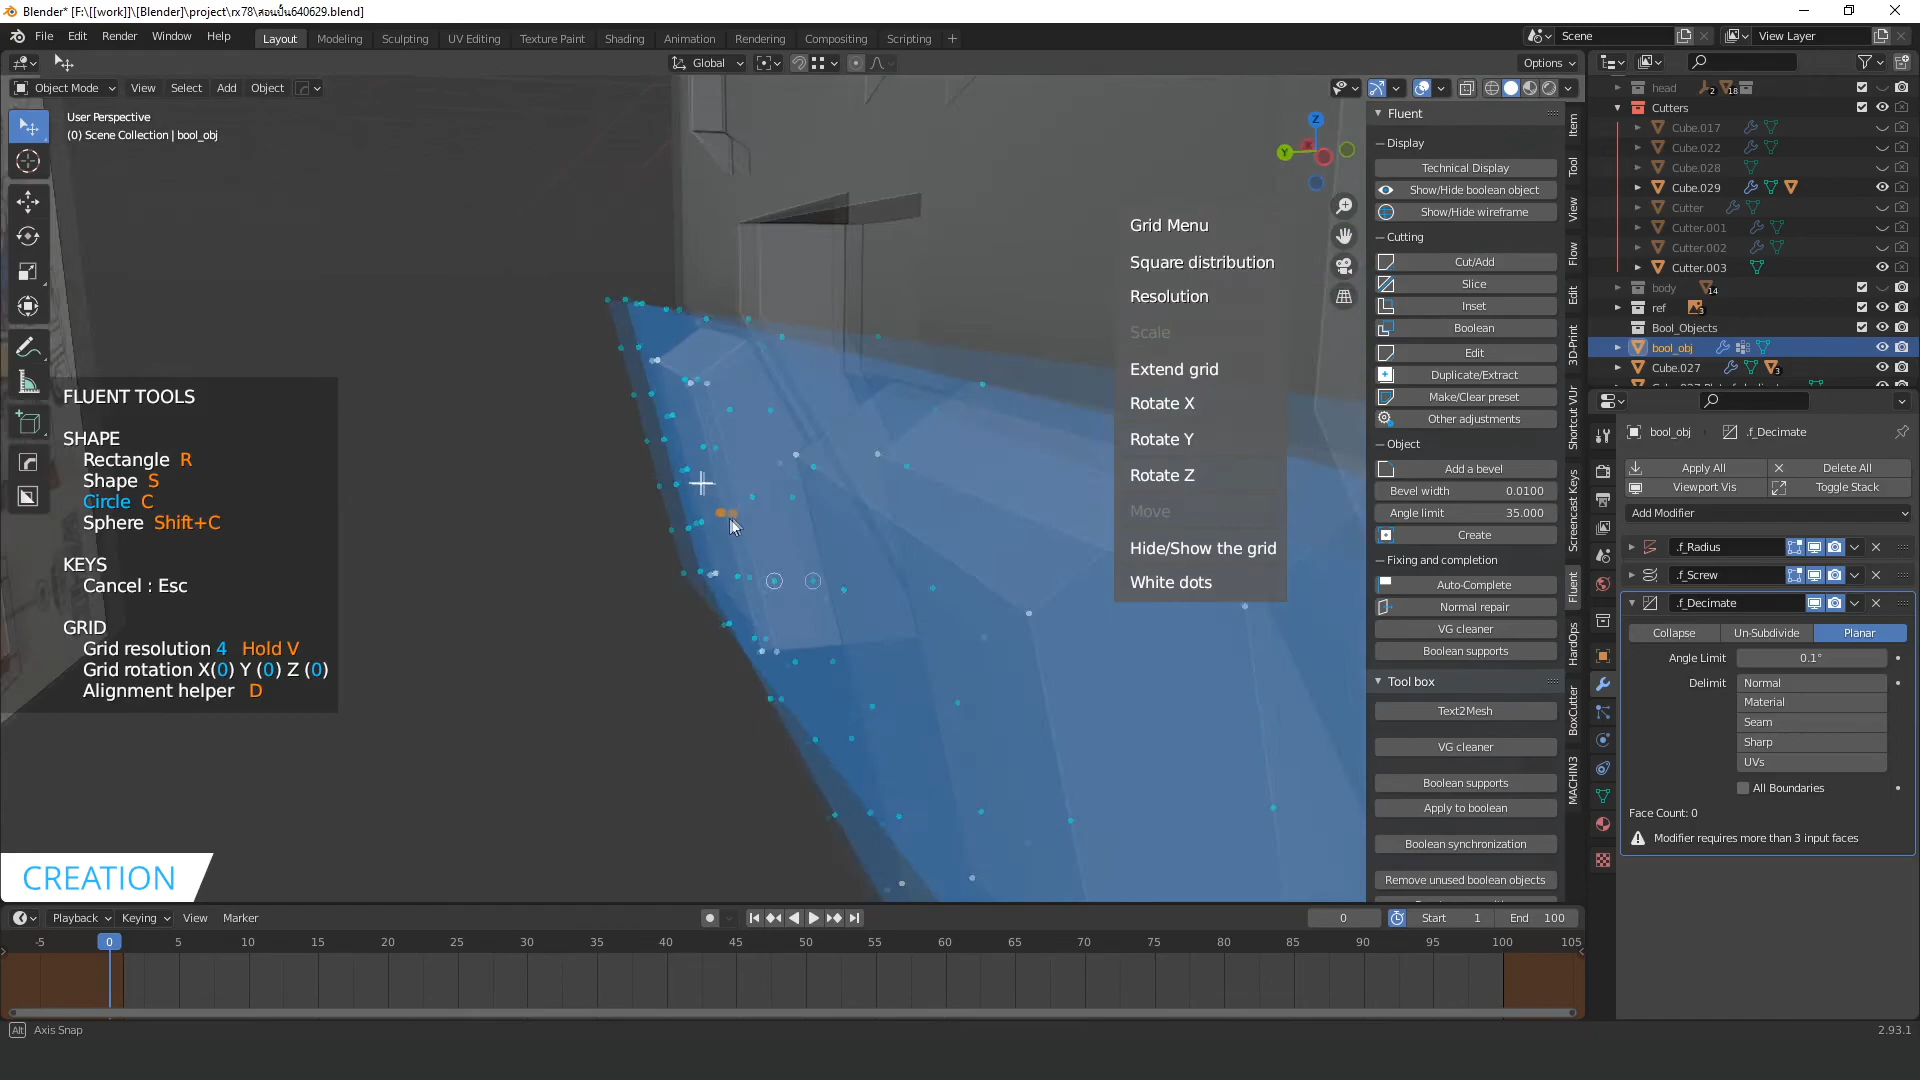 Blender* [F:\[[work]]\[Blender]\project\rx78\สอนปั้น640629.blend]
File Edit Render Window Help
Layout Modeling Sculpting UV Editing Texture Paint Shading Animation Rendering Compositing Scripting +
Scene
View Layer
Global
Options
Object Mode View Select Add Object
User Perspective
(0) Scene Collection | bool_obj
Z
Y
FLUENT TOOLS
SHAPE
Rectangle R
Shape S
Circle C
Sphere Shift+C
KEYS
Cancel : Esc
GRID
Grid resolution 4 Hold V
Grid rotation X(0) Y (0) Z (0)
Alignment helper D
CREATION
Grid Menu
Square distribution
Resolution
Scale
Extend grid
Rotate X
Rotate Y
Rotate Z
Move
Hide/Show the grid
White dots
Fluent
Display
Technical Display
Show/Hide boolean object
Show/Hide wireframe
Cutting
Cut/Add
Slice
Inset
Boolean
Edit
Duplicate/Extract
Make/Clear preset
Other adjustments
Object
Add a bevel
Bevel width 0.0100
Angle limit 35.000
Create
Fixing and completion
Auto-Complete
Normal repair
VG cleaner
Boolean supports
Tool box
Text2Mesh
VG cleaner
Boolean supports
Apply to boolean
Boolean synchronization
Remove unused boolean objects
Item
Tool
View
Flow
Edit
3D-Print
Shortcut VUr
Screencast Keys
Fluent
HardOps
BoxCutter
MACHIN3
head 2 18
Cutters
Cube.017
Cube.022
Cube.028
Cube.029
Cutter
Cutter.001
Cutter.002
Cutter.003
body 14
ref 3
Bool_Objects
bool_obj
Cube.027 3
bool_obj .f_Decimate
Apply All Delete All
Viewport Vis Toggle Stack
Add Modifier
.f_Radius
.f_Screw
.f_Decimate
Collapse Un-Subdivide Planar
Angle Limit 0.1°
Delimit Normal
Material
Seam
Sharp
UVs
All Boundaries
Face Count: 0
Modifier requires more than 3 input faces
Playback Keying View Marker
0 Start 1 End 100
-5 0 5 10 15 20 25 30 35 40 45 50 55 60 65 70 75 80 85 90 95 100 105
Alt Axis Snap
2.93.1